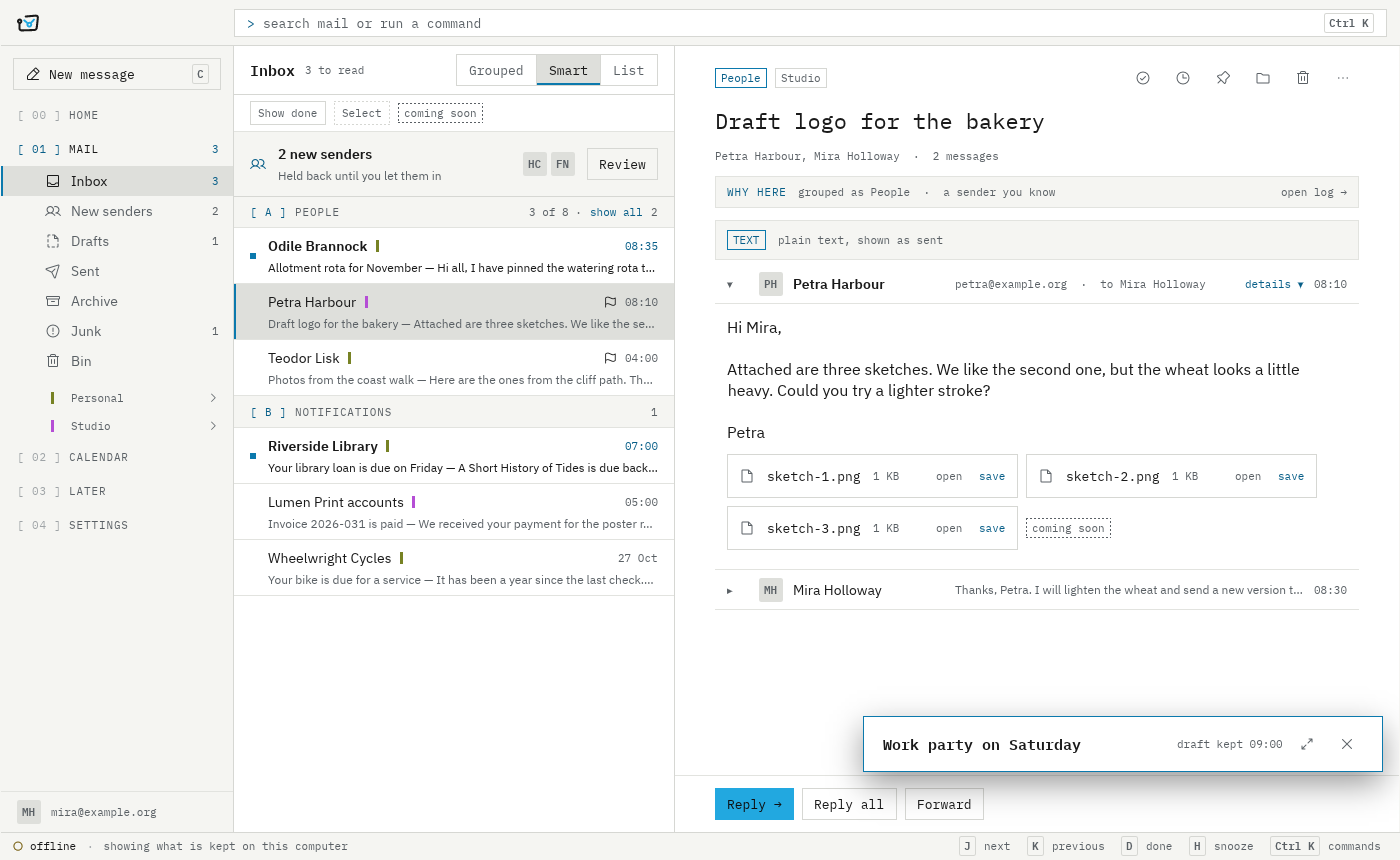 > search mail or run a command Ctrl K
New message C
[ 00 ] HOME
[ 01 ] MAIL 3
Inbox 3
New senders 2
Drafts 1
Sent
Archive
Junk 1
Bin
Personal
Studio
[ 02 ] CALENDAR
[ 03 ] LATER
[ 04 ] SETTINGS
MH mira@example.org
Inbox 3 to read Grouped Smart List
Show done Select coming soon
2 new senders
Held back until you let them in
HC FN Review
[ A ] PEOPLE 3 of 8 · show all 2
Odile Brannock 08:35
Allotment rota for November — Hi all, I have pinned the watering rota t…
Petra Harbour 08:10
Draft logo for the bakery — Attached are three sketches. We like the se…
Teodor Lisk 04:00
Photos from the coast walk — Here are the ones from the cliff path. Th…
[ B ] NOTIFICATIONS 1
Riverside Library 07:00
Your library loan is due on Friday — A Short History of Tides is due back…
Lumen Print accounts 05:00
Invoice 2026-031 is paid — We received your payment for the poster r…
Wheelwright Cycles 27 Oct
Your bike is due for a service — It has been a year since the last check.…
People Studio
Draft logo for the bakery
Petra Harbour, Mira Holloway · 2 messages
WHY HERE grouped as People · a sender you know open log →
TEXT plain text, shown as sent
▾ PH Petra Harbour petra@example.org · to Mira Holloway details ▾ 08:10
Hi Mira,
Attached are three sketches. We like the second one, but the wheat looks a little
heavy. Could you try a lighter stroke?
Petra
sketch-1.png 1 KB open save
sketch-2.png 1 KB open save
sketch-3.png 1 KB open save
coming soon
▸ MH Mira Holloway Thanks, Petra. I will lighten the wheat and send a new version t… 08:30
Work party on Saturday draft kept 09:00
Reply → Reply all Forward
offline · showing what is kept on this computer
J next K previous D done H snooze Ctrl K commands